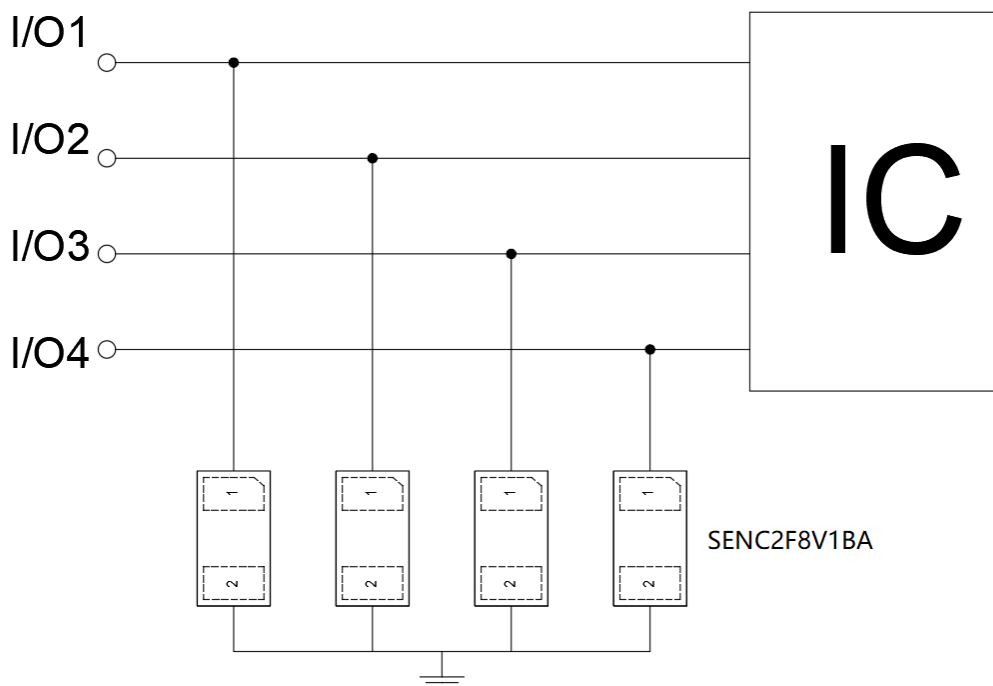 I/O1
I/O2
I/O3
I/O4
IC
1 1 1 1
SENC2F8V1BA
2 2 2 2